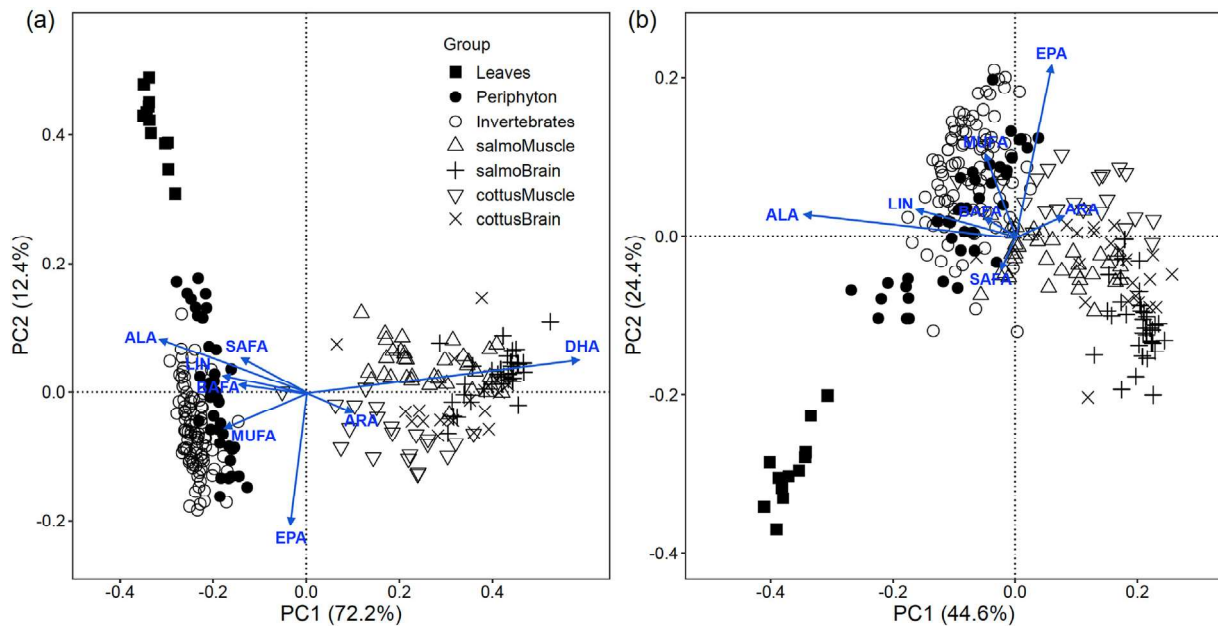 (a)
Group
Leaves
Periphyton
Invertebrates
salmoMuscle
salmoBrain
cottusMuscle
cottusBrain
0.4
0.2
0.0
-0.2
PC2 (12.4%)
ALA
SAFA
LIN
BAFA
MUFA
ARA
EPA
DHA
-0.4
-0.2
0.0
0.2
0.4
PC1 (72.2%)
(b)
0.2
0.0
-0.2
-0.4
PC2 (24.4%)
EPA
MUFA
LIN
ALA
BAFA
ARA
SAFA
-0.4
-0.2
0.0
0.2
PC1 (44.6%)